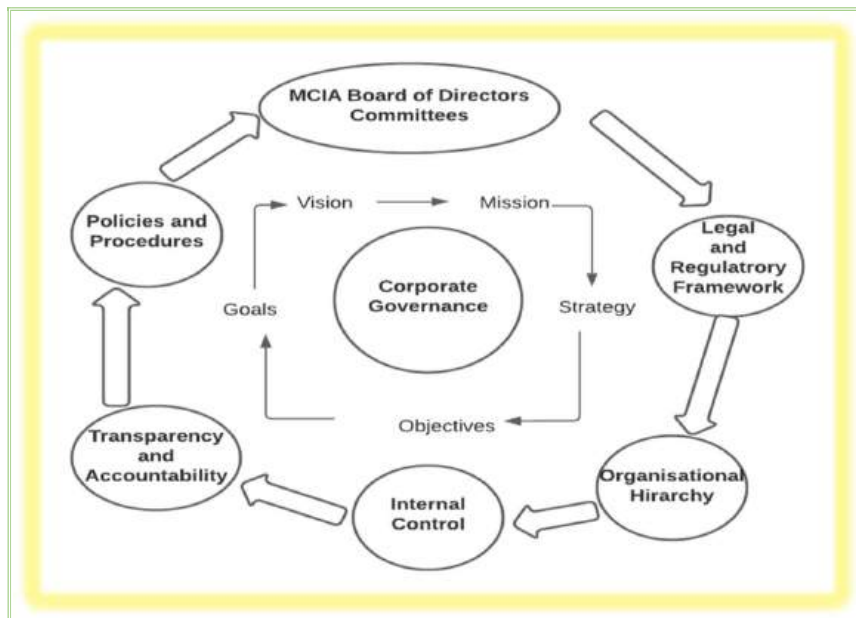 MCIA Board of Directors
Committees
Policies and
Procedures
Vision
Mission
Legal
and
Regulatrory
Framework
Corporate
Governance
Goals
Strategy
Objectives
Transparency
and
Accountability
Internal
Control
Organisational
Hirarchy